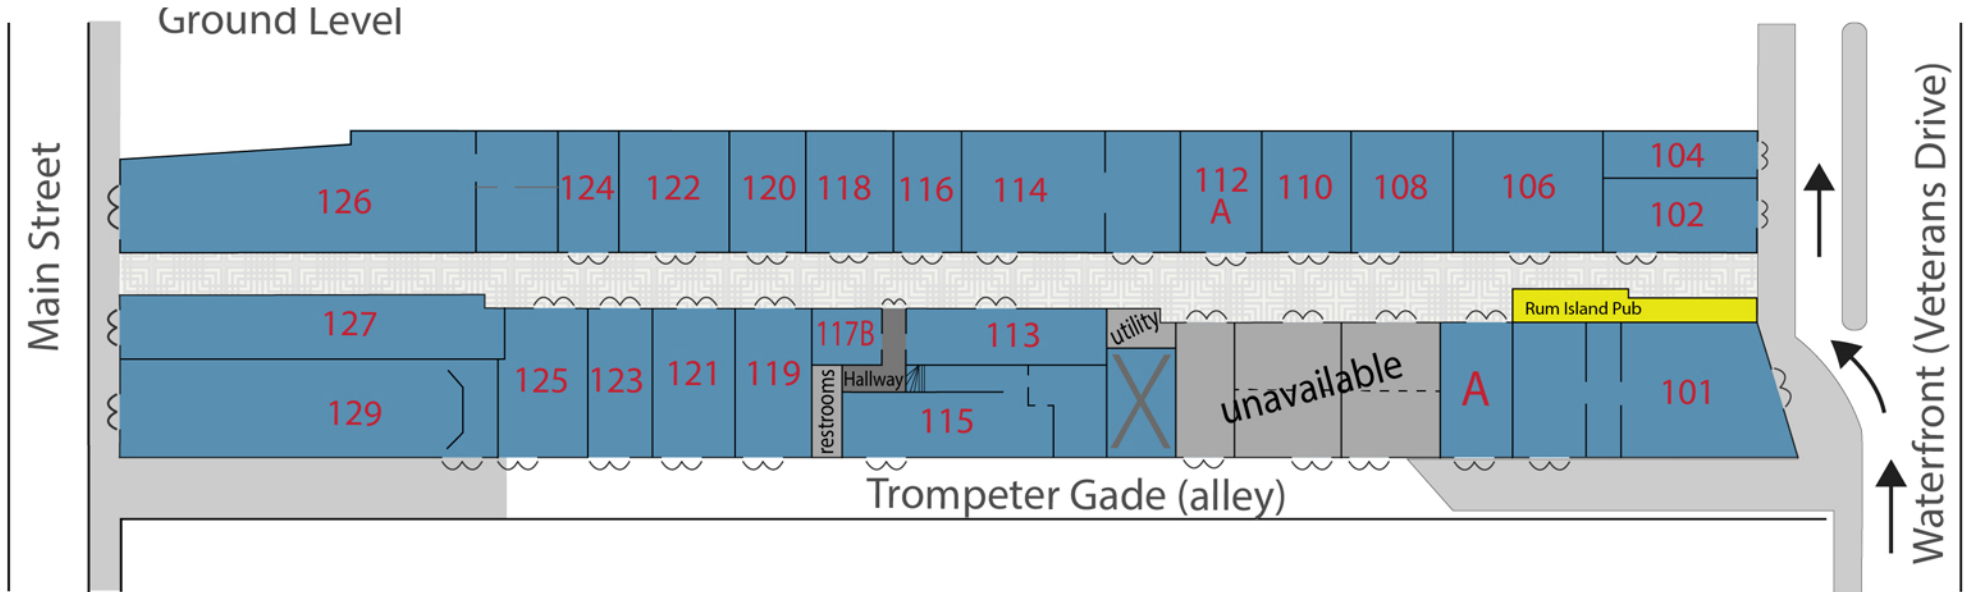 Ground Level
Main Street
126
124
122
120
118
116
114
112
A
110
108
106
104
102
127
129
125
123
121
119
117B
restrooms
Hallway
113
115
utility
unavailable
A
Rum Island Pub
101
Trompeter Gade (alley)
Waterfront (Veterans Drive)